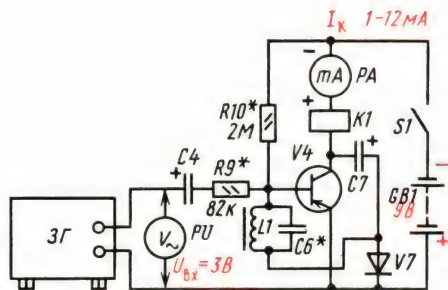 Iк 1-12мА
−
mA PA
+
R10*
2M
K1
S1
V4
+
C4
+
R9*
82к
C7
GB1
9В
−
+
ЗГ
V~ PU
Uвх=3В
L1
C6*
V7